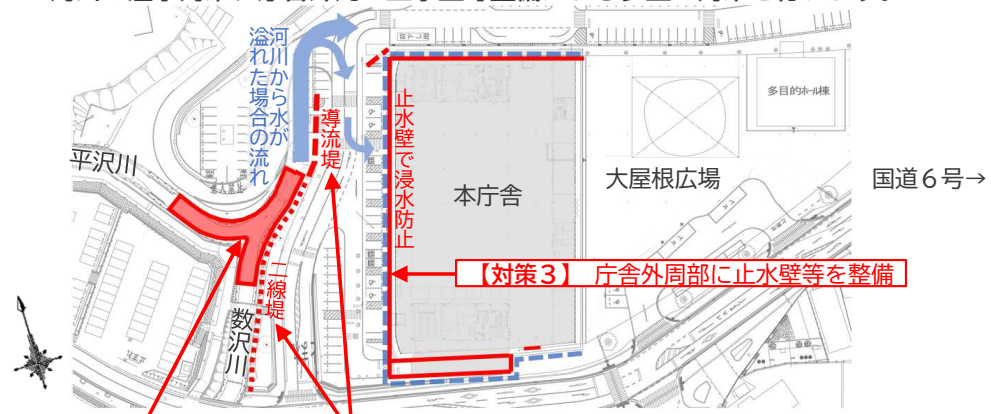 河川から水が
溢れた場合の流れ
導流堤
止水壁で浸水防止
多目的ホール棟
平沢川
本庁舎
大屋根広場
国道６号→
【対策３】 庁舎外周部に止水壁等を整備
二線堤
数沢川